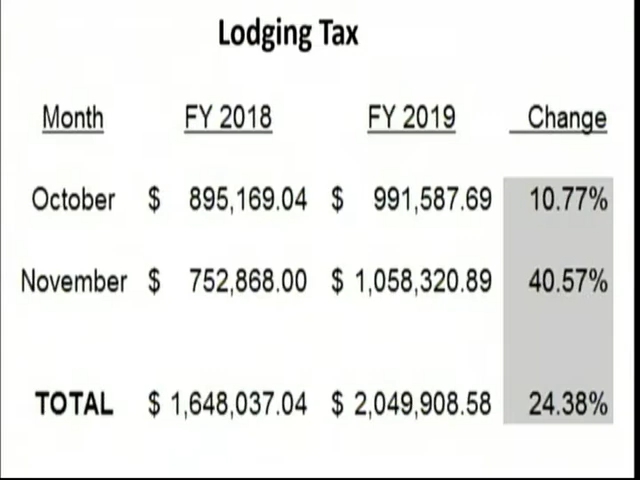 Lodging Tax
Month FY 2018 FY 2019 Change
October $ 895,169.04 $ 991,587.69 10.77%
November $ 752,868.00 $ 1,058,320.89 40.57%
TOTAL $ 1,648,037.04 $ 2,049,908.58 24.38%